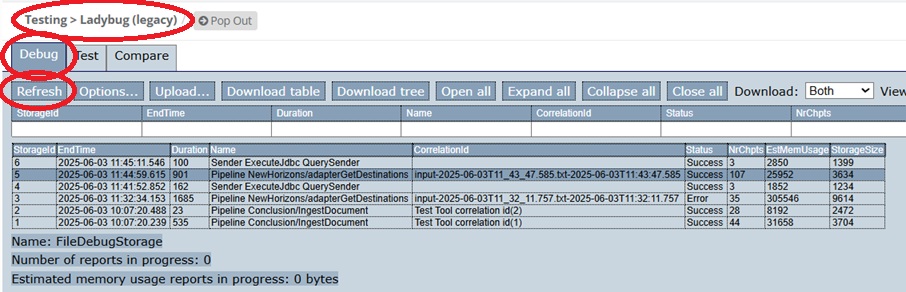 Testing > Ladybug (legacy) Pop Out
Debug Test Compare
Refresh Options... Upload... Download table Download tree Open all Expand all Collapse all Close all Download: Both View
StorageId EndTime Duration Name CorrelationId Status NrChpts
StorageId EndTime Duration Name CorrelationId Status NrChpts EstMemUsage StorageSize
6 2025-06-03 11:45:11.546 100 Sender ExecuteJdbc QuerySender Success 3 2850 1399
5 2025-06-03 11:44:59.615 901 Pipeline NewHorizons/adapterGetDestinations input-2025-06-03T11_43_47.585.txt-2025-06-03T11:43:47.585 Success 107 25952 3634
4 2025-06-03 11:41:52.852 162 Sender ExecuteJdbc QuerySender Success 3 1852 1234
3 2025-06-03 11:32:34.153 1685 Pipeline NewHorizons/adapterGetDestinations input-2025-06-03T11_32_11.757.txt-2025-06-03T11:32:11.757 Error 35 305546 9614
2 2025-06-03 10:07:20.488 23 Pipeline Conclusion/IngestDocument Test Tool correlation id(2) Success 28 8192 2472
1 2025-06-03 10:07:20.239 535 Pipeline Conclusion/IngestDocument Test Tool correlation id(1) Success 44 31658 3704
Name: FileDebugStorage
Number of reports in progress: 0
Estimated memory usage reports in progress: 0 bytes